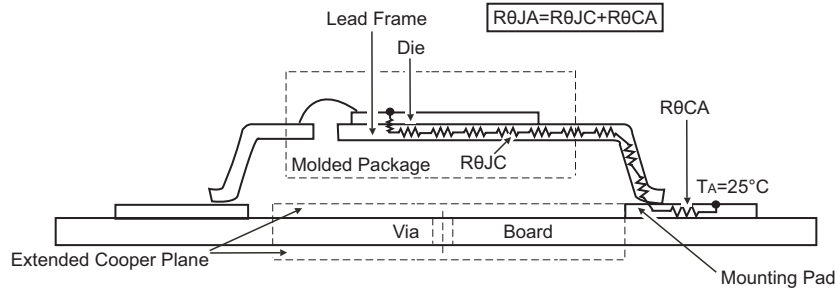 Lead Frame
RθJA=RθJC+RθCA
Die
RθCA
Molded Package
RθJC
TA=25°C
Via
Board
Extended Cooper Plane
Mounting Pad